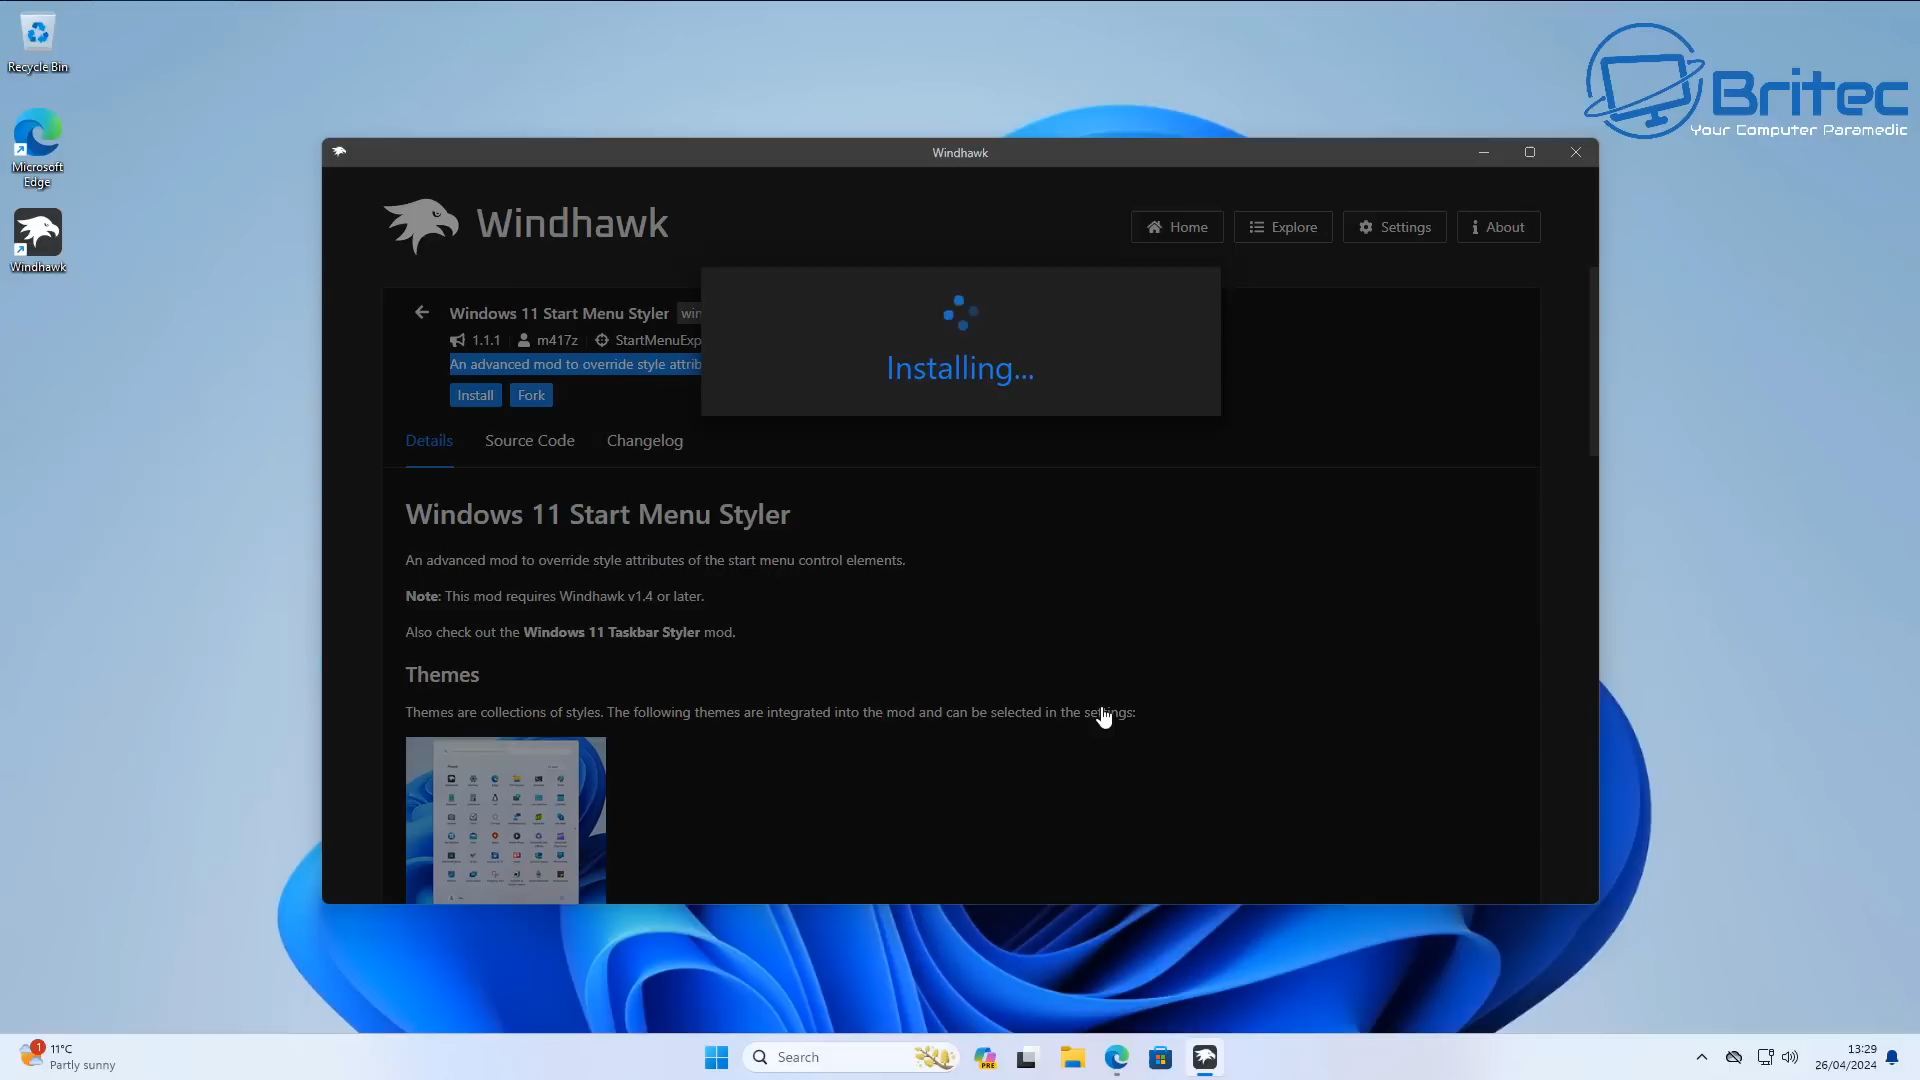 Recycle Bin
Microsoft
Edge
Windhawk
Britec
Your Computer Paramedic
Windhawk
Windhawk
Home
Explore
Settings
About
Windows 11 Start Menu Styler
1.1.1
m417z
StartMenuExp
An advanced mod to override style attrib
Install
Fork
Installing...
Details
Source Code
Changelog
Windows 11 Start Menu Styler
An advanced mod to override style attributes of the start menu control elements.
Note: This mod requires Windhawk v1.4 or later.
Also check out the Windows 11 Taskbar Styler mod.
Themes
Themes are collections of styles. The following themes are integrated into the mod and can be selected in the settings:
1
11°C
Partly sunny
Search
PRE
13:29
26/04/2024